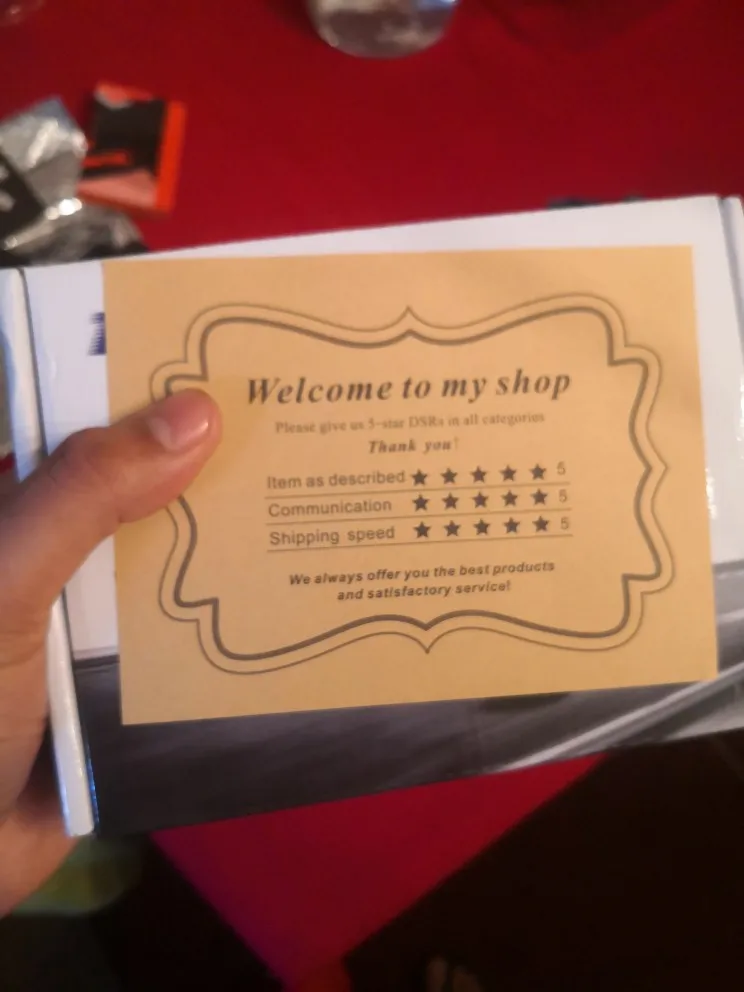 Welcome to my shop
Please give us 5-star DSRs in all categories
Thank you!
Item as described ★ ★ ★ ★ ★ 5
Communication ★ ★ ★ ★ ★ 5
Shipping speed ★ ★ ★ ★ ★ 5
We always offer you the best products
and satisfactory service!